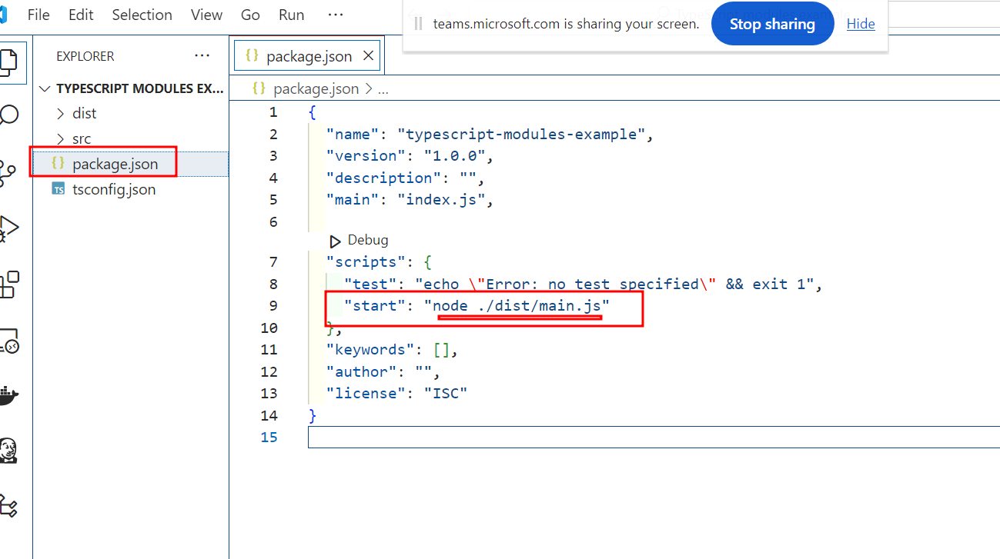 File Edit Selection View Go Run ...
teams.microsoft.com is sharing your screen. Stop sharing Hide
EXPLORER ...
package.json
TYPESCRIPT MODULES EX...
package.json > ...
dist
src
package.json
tsconfig.json
1 {
2 "name": "typescript-modules-example",
3 "version": "1.0.0",
4 "description": "",
5 "main": "index.js",
6
Debug
7 "scripts": {
8 "test": "echo \"Error: no test specified\" && exit 1",
9 "start": "node ./dist/main.js"
10 },
11 "keywords": [],
12 "author": "",
13 "license": "ISC"
14 }
15